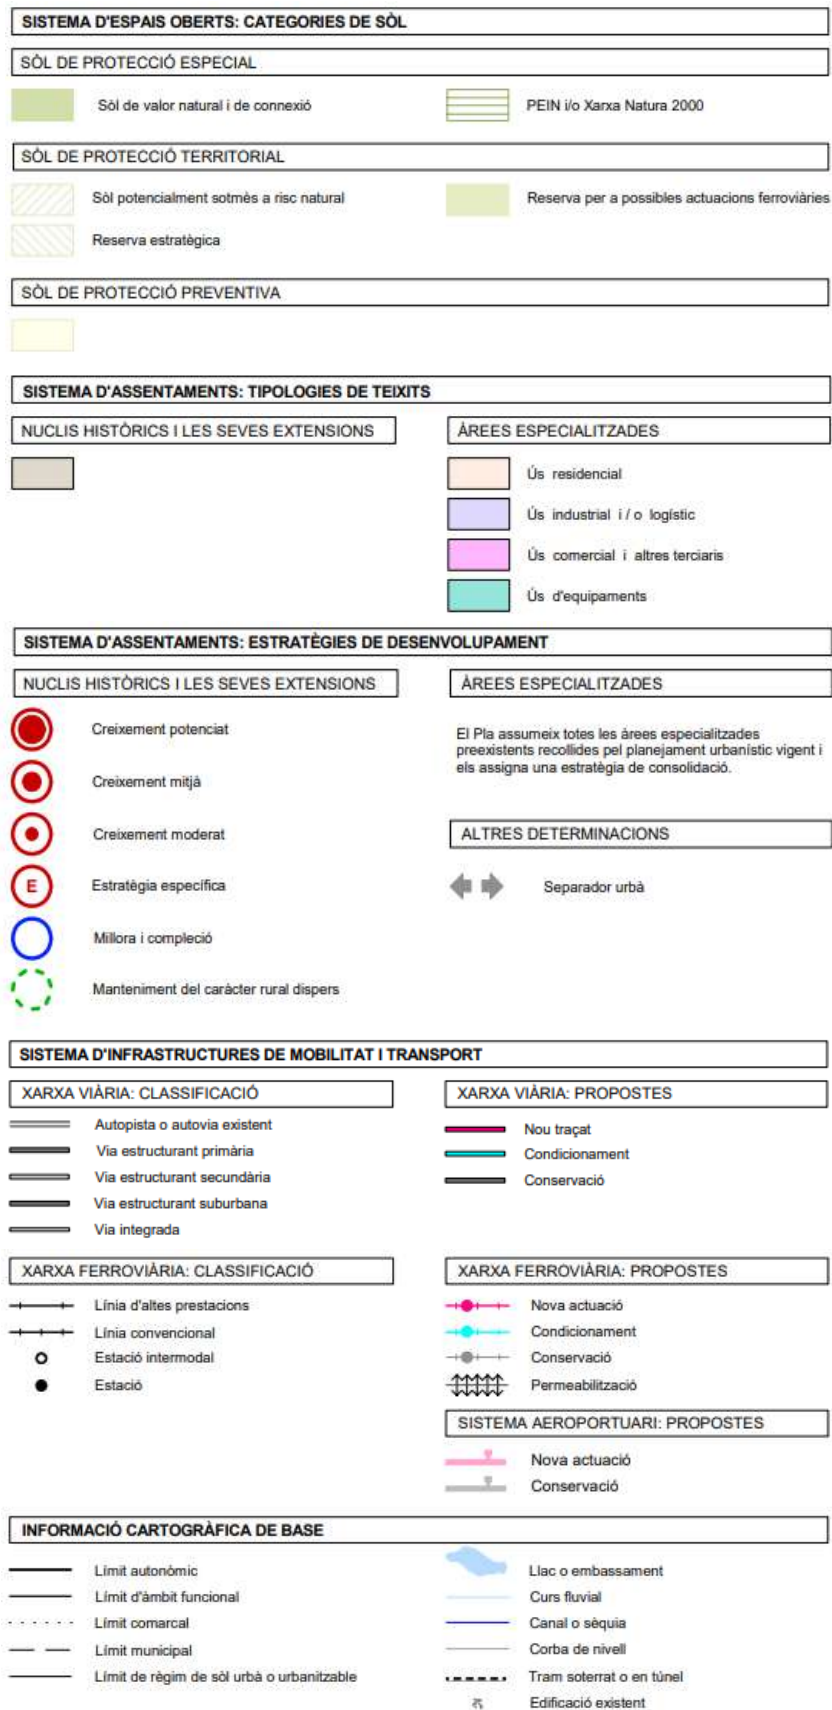 SISTEMA D'ESPAIS OBERTS: CATEGORIES DE SÒL
SÒL DE PROTECCIÓ ESPECIAL
Sòl de valor natural i de connexió
PEIN i/o Xarxa Natura 2000
SÒL DE PROTECCIÓ TERRITORIAL
Sòl potencialment sotmès a risc natural
Reserva per a possibles actuacions ferroviàries
Reserva estratègica
SÒL DE PROTECCIÓ PREVENTIVA
SISTEMA D'ASSENTAMENTS: TIPOLOGIES DE TEIXITS
NUCLIS HISTÒRICS I LES SEVES EXTENSIONS
ÀREES ESPECIALITZADES
Ús residencial
Ús industrial i / o logístic
Ús comercial i altres terciaris
Ús d'equipaments
SISTEMA D'ASSENTAMENTS: ESTRATÈGIES DE DESENVOLUPAMENT
NUCLIS HISTÒRICS I LES SEVES EXTENSIONS
Creixement potenciat
Creixement mitjà
Creixement moderat
E Estratègia específica
Millora i compleció
Manteniment del caràcter rural dispers
ÀREES ESPECIALITZADES
El Pla assumeix totes les àrees especialitzades
preexistents recollides pel planejament urbanístic vigent i
els assigna una estratègia de consolidació.
ALTRES DETERMINACIONS
Separador urbà
SISTEMA D'INFRASTRUCTURES DE MOBILITAT I TRANSPORT
XARXA VIÀRIA: CLASSIFICACIÓ
Autopista o autovia existent
Via estructurant primària
Via estructurant secundària
Via estructurant suburbana
Via integrada
XARXA VIÀRIA: PROPOSTES
Nou traçat
Condicionament
Conservació
XARXA FERROVIÀRIA: CLASSIFICACIÓ
Línia d'altes prestacions
Línia convencional
Estació intermodal
Estació
XARXA FERROVIÀRIA: PROPOSTES
Nova actuació
Condicionament
Conservació
Permeabilització
SISTEMA AEROPORTUARI: PROPOSTES
Nova actuació
Conservació
INFORMACIÓ CARTOGRÀFICA DE BASE
Límit autonòmic
Límit d'àmbit funcional
Límit comarcal
Límit municipal
Límit de règim de sòl urbà o urbanitzable
Llac o embassament
Curs fluvial
Canal o sèquia
Corba de nivell
Tram soterrat o en túnel
Edificació existent